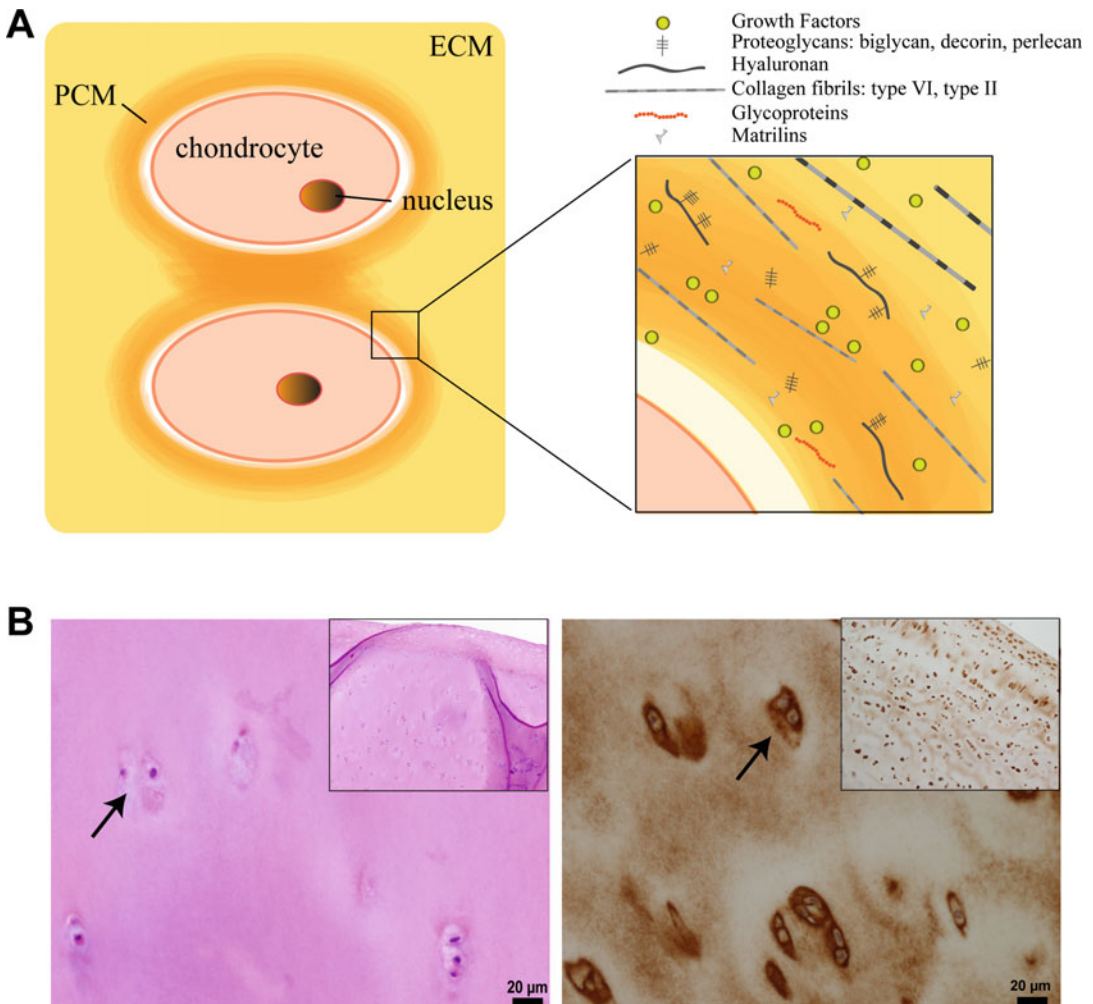 A
ECM
PCM
chondrocyte
nucleus
Growth Factors
Proteoglycans: biglycan, decorin, perlecan
Hyaluronan
Collagen fibrils: type VI, type II
Glycoproteins
Matrilins
B
20 µm
20 µm